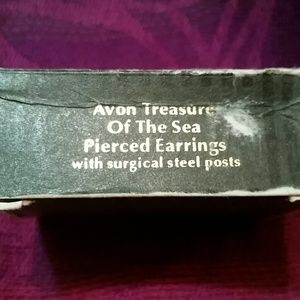 Avon Treasure
Of The Sea
Pierced Earrings
with surgical steel posts